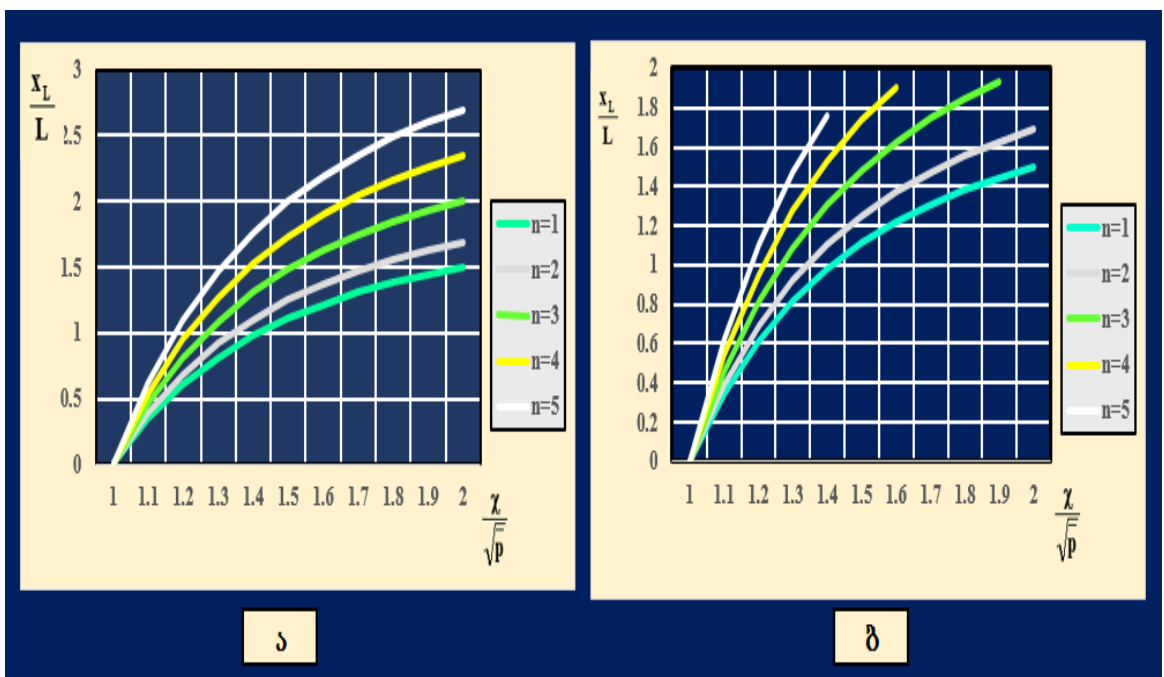 x_L
L
3
2.5
2
1.5
1
0.5
0
1 1.1 1.2 1.3 1.4 1.5 1.6 1.7 1.8 1.9 2
χ
√p̅
n=1
n=2
n=3
n=4
n=5
ა
x_L
L
2
1.8
1.6
1.4
1.2
1
0.8
0.6
0.4
0.2
0
1 1.1 1.2 1.3 1.4 1.5 1.6 1.7 1.8 1.9 2
χ
√p̅
n=1
n=2
n=3
n=4
n=5
ბ